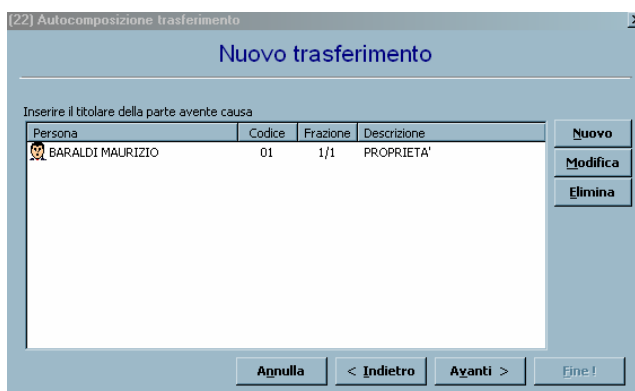 (22) Autocomposizione trasferimento
Nuovo trasferimento
Inserire il titolare della parte avente causa
Persona Codice Frazione Descrizione
BARALDI MAURIZIO 01 1/1 PROPRIETA'
Nuovo
Modifica
Elimina
Annulla < Indietro Avanti > Fine !